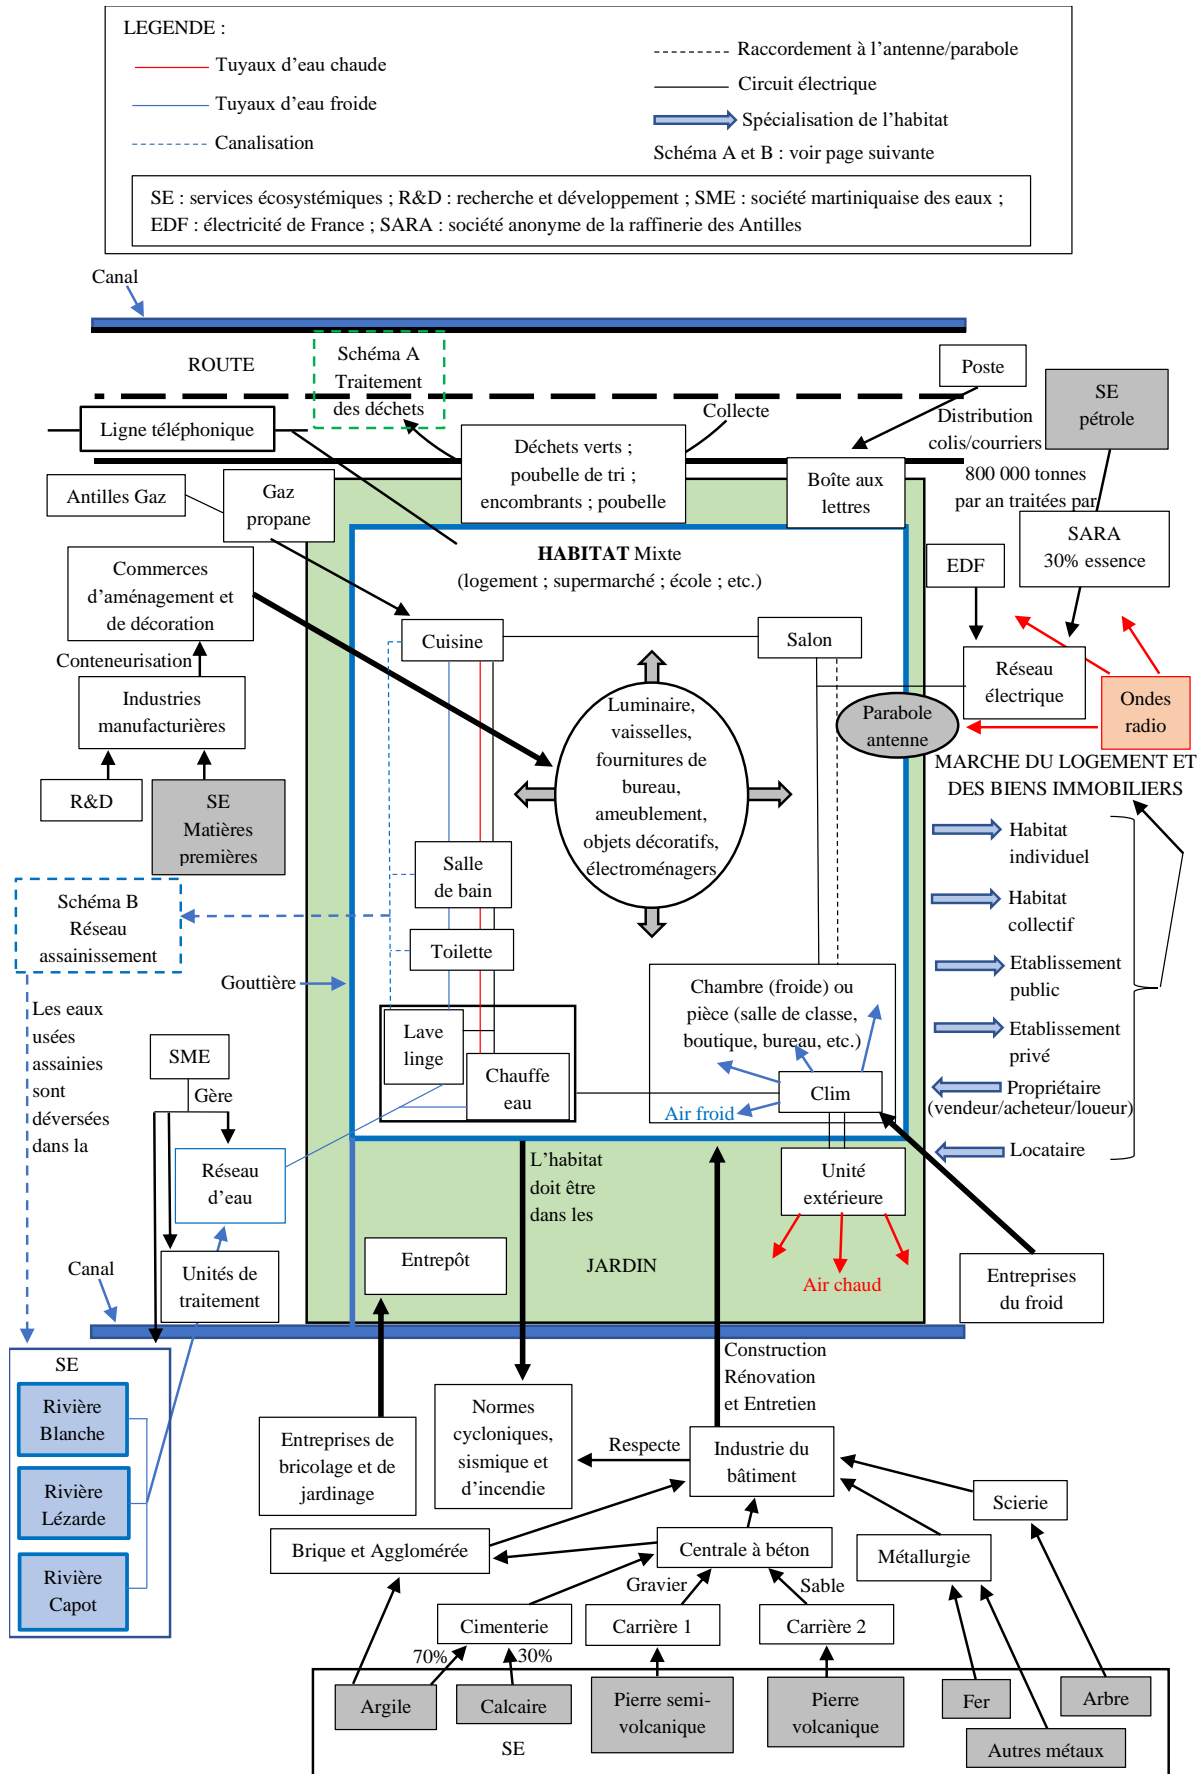 LEGENDE :
Tuyaux d’eau chaude
Tuyaux d’eau froide
Canalisation
Raccordement à l’antenne/parabole
Circuit électrique
Spécialisation de l’habitat
Schéma A et B : voir page suivante
SE : services écosystémiques ; R&D : recherche et développement ; SME : société martiniquaise des eaux ;
EDF : électricité de France ; SARA : société anonyme de la raffinerie des Antilles
Canal
ROUTE
Schéma A
Traitement
des déchets
Poste
SE
pétrole
Ligne téléphonique
Collecte
Distribution
colis/courriers
Déchets verts ;
poubelle de tri ;
encombrants ; poubelle
Boîte aux
lettres
800 000 tonnes
par an traitées par
Antilles Gaz
Gaz
propane
SARA
30% essence
EDF
HABITAT Mixte
(logement ; supermarché ; école ; etc.)
Commerces
d’aménagement et
de décoration
Cuisine
Salon
Conteneurisation
Industries
manufacturières
Réseau
électrique
Ondes
radio
Parabole
antenne
Luminaire,
vaisselles,
fournitures de
bureau,
ameublement,
objets décoratifs,
électroménagers
R&D
SE
Matières
premières
MARCHE DU LOGEMENT ET
DES BIENS IMMOBILIERS
Habitat
individuel
Habitat
collectif
Etablissement
public
Etablissement
privé
Propriétaire
(vendeur/acheteur/loueur)
Locataire
Salle
de bain
Toilette
Schéma B
Réseau
assainissement
Gouttière
Lave
linge
Chauffe
eau
Chambre (froide) ou
pièce (salle de classe,
boutique, bureau, etc.)
Clim
Air froid
Les eaux
usées
assainies
sont
déversées
dans la
SME
Gère
Réseau
d’eau
L’habitat
doit être
dans les
Unité
extérieure
Air chaud
Entrepôt
JARDIN
Canal
Unités de
traitement
Entreprises
du froid
SE
Rivière
Blanche
Rivière
Lézarde
Rivière
Capot
Construction
Rénovation
et Entretien
Entreprises de
bricolage et de
jardinage
Normes
cycloniques,
sismique et
d’incendie
Respecte
Industrie du
bâtiment
Scierie
Brique et Agglomérée
Centrale à béton
Métallurgie
Gravier
Sable
Cimenterie
Carrière 1
Carrière 2
70%
30%
Argile
Calcaire
Pierre semi-
volcanique
Pierre
volcanique
Fer
Arbre
Autres métaux
SE